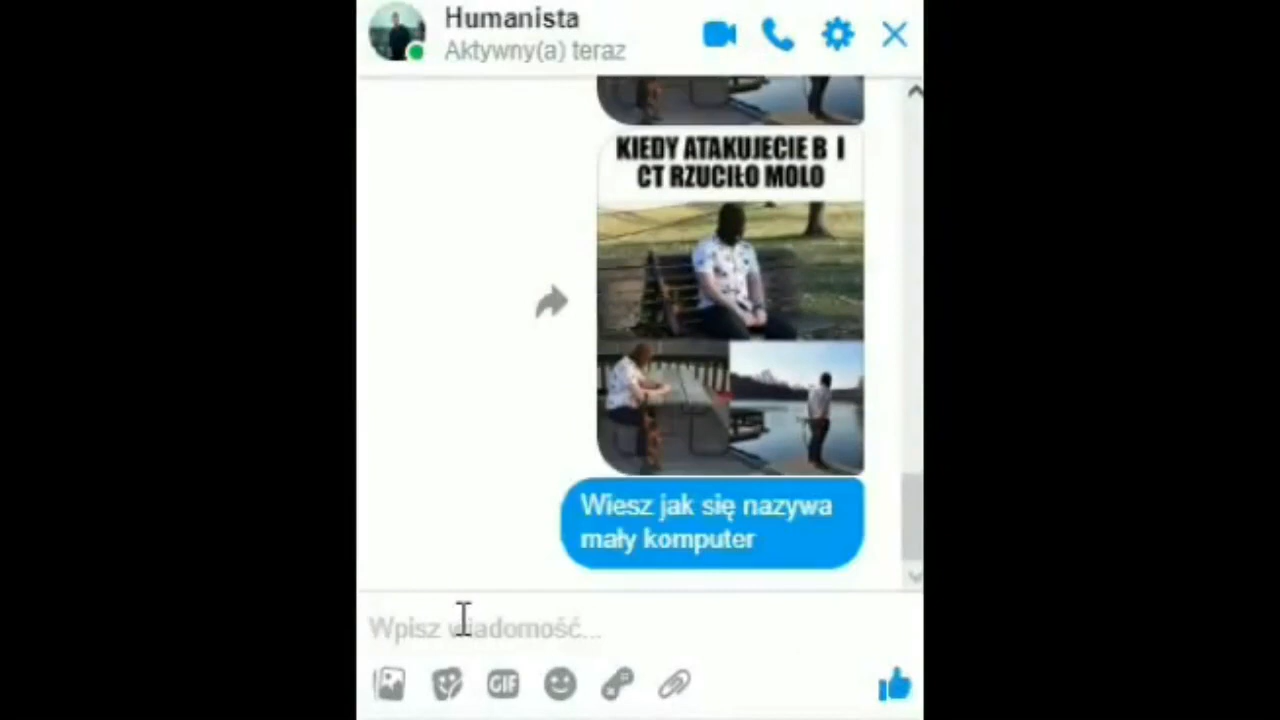 Humanista
Aktywny(a) teraz
KIEDY ATAKUJECIE B I
CT RZUCIŁO MOLO
Wiesz jak się nazywa
mały komputer
Wpisz wiadomość...
GIF